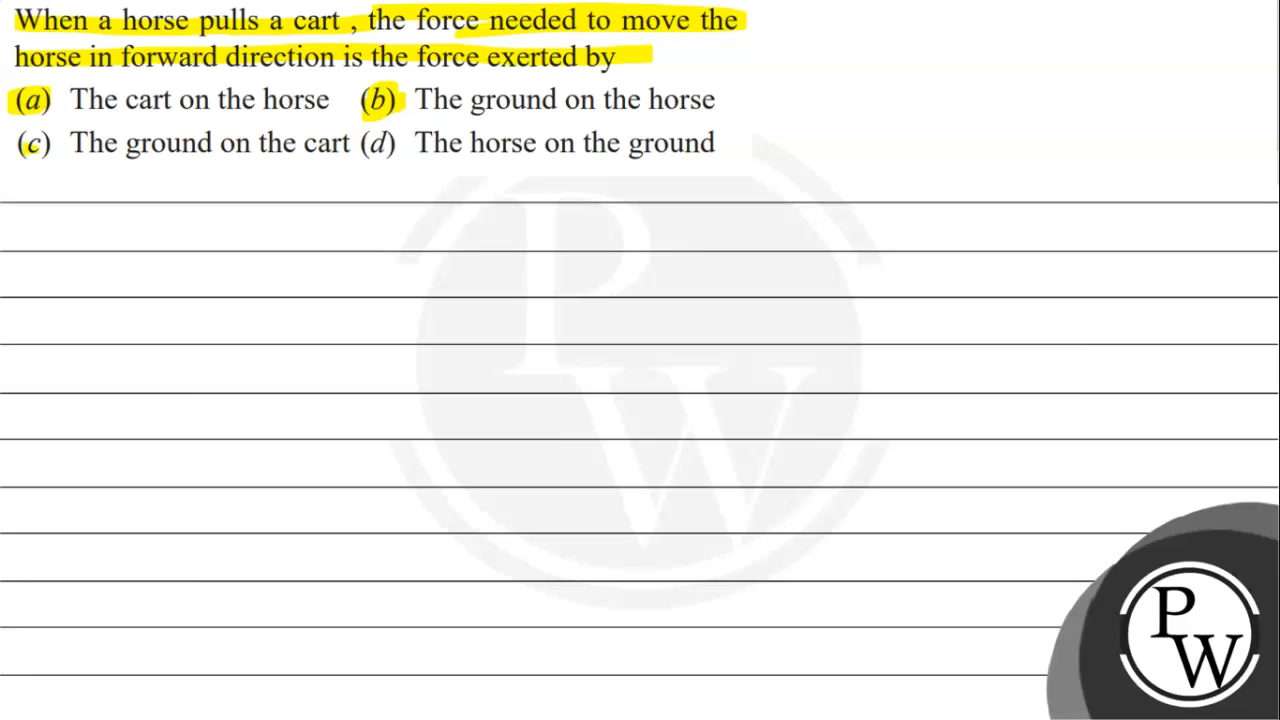 When a horse pulls a cart , the force needed to move the
horse in forward direction is the force exerted by
(a) The cart on the horse (b) The ground on the horse
(c) The ground on the cart (d) The horse on the ground
P
W
P
W